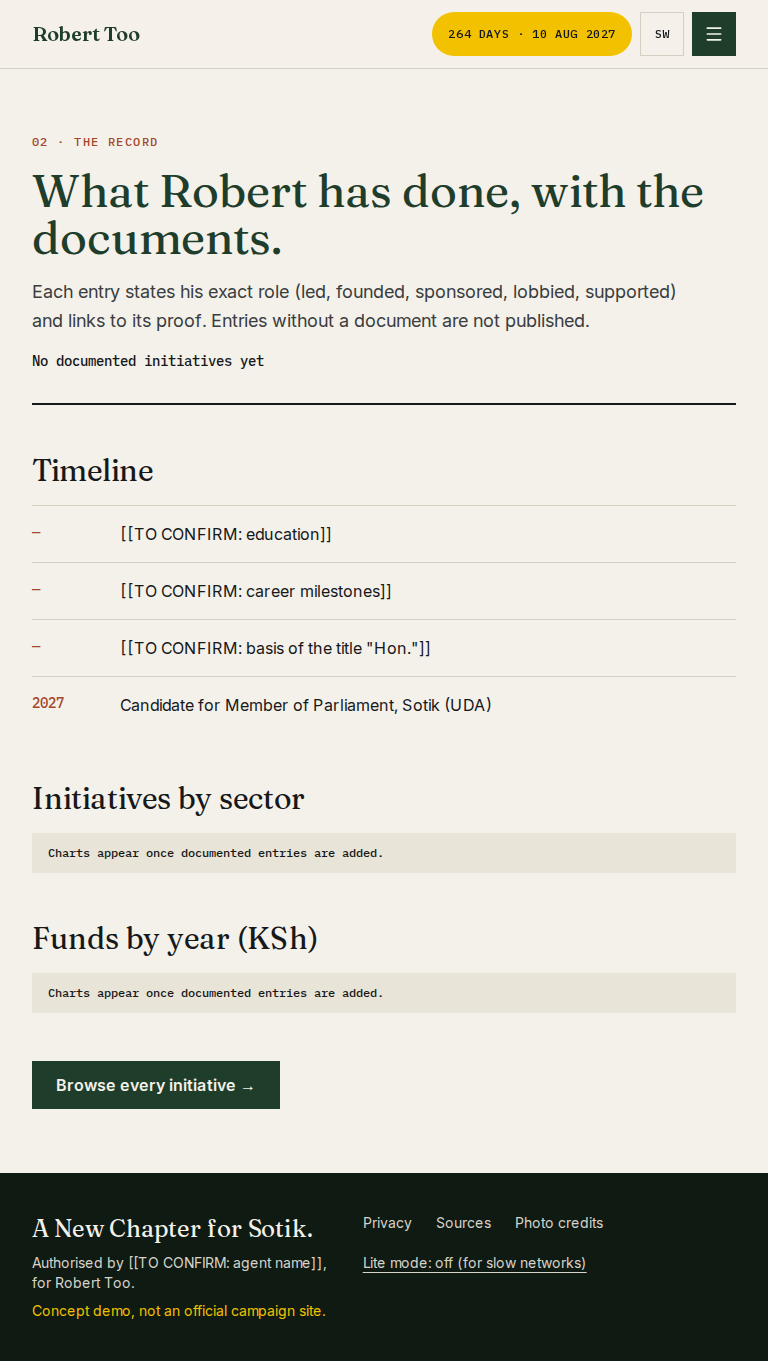 Robert Too
264 DAYS · 10 AUG 2027
SW
02 · THE RECORD
What Robert has done, with the
documents.
Each entry states his exact role (led, founded, sponsored, lobbied, supported)
and links to its proof. Entries without a document are not published.
No documented initiatives yet
Timeline
— [[TO CONFIRM: education]]
— [[TO CONFIRM: career milestones]]
— [[TO CONFIRM: basis of the title "Hon."]]
2027 Candidate for Member of Parliament, Sotik (UDA)
Initiatives by sector
Charts appear once documented entries are added.
Funds by year (KSh)
Charts appear once documented entries are added.
Browse every initiative →
A New Chapter for Sotik.
Authorised by [[TO CONFIRM: agent name]],
for Robert Too.
Concept demo, not an official campaign site.
Privacy Sources Photo credits
Lite mode: off (for slow networks)